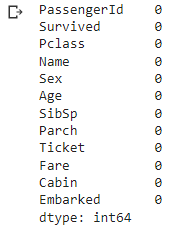 PassengerId 0
Survived 0
Pclass 0
Name 0
Sex 0
Age 0
SibSp 0
Parch 0
Ticket 0
Fare 0
Cabin 0
Embarked 0
dtype: int64